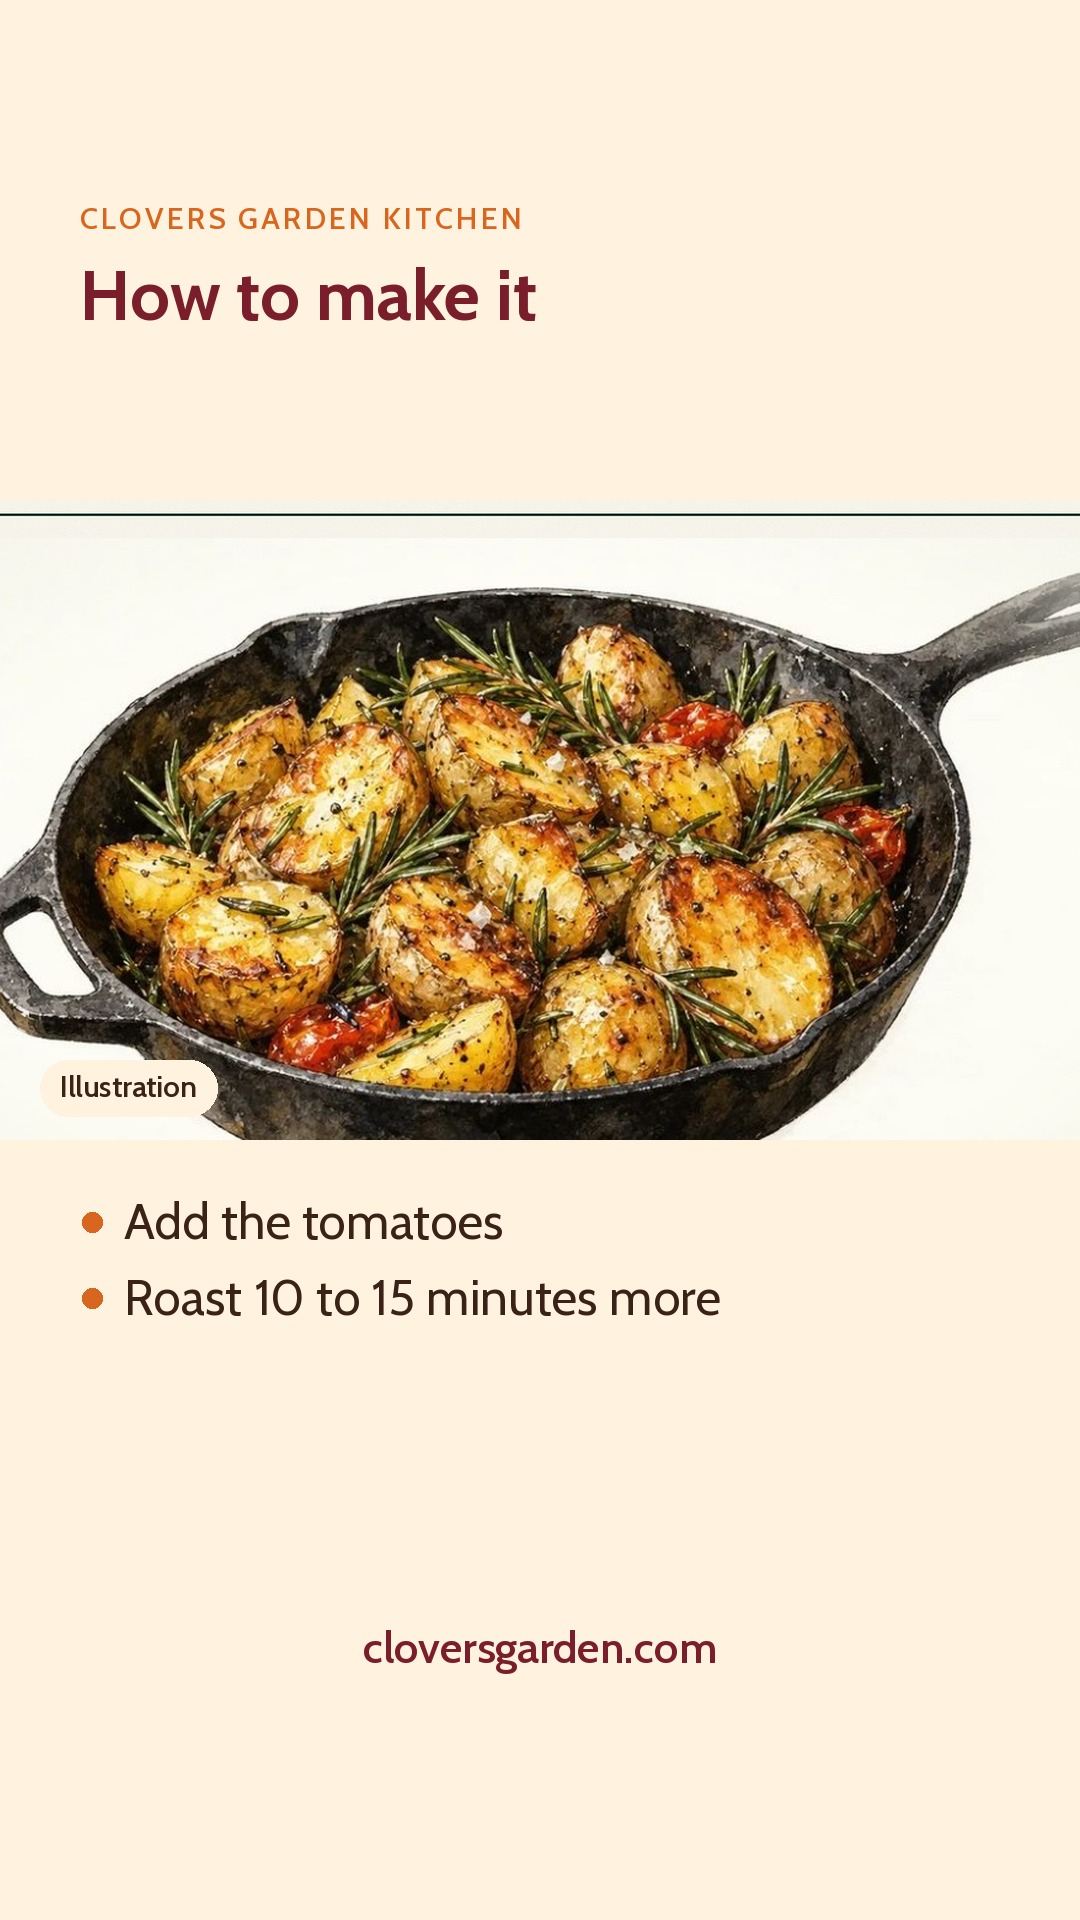 CLOVERS GARDEN KITCHEN
How to make it
Illustration
Add the tomatoes
Roast 10 to 15 minutes more
cloversgarden.com